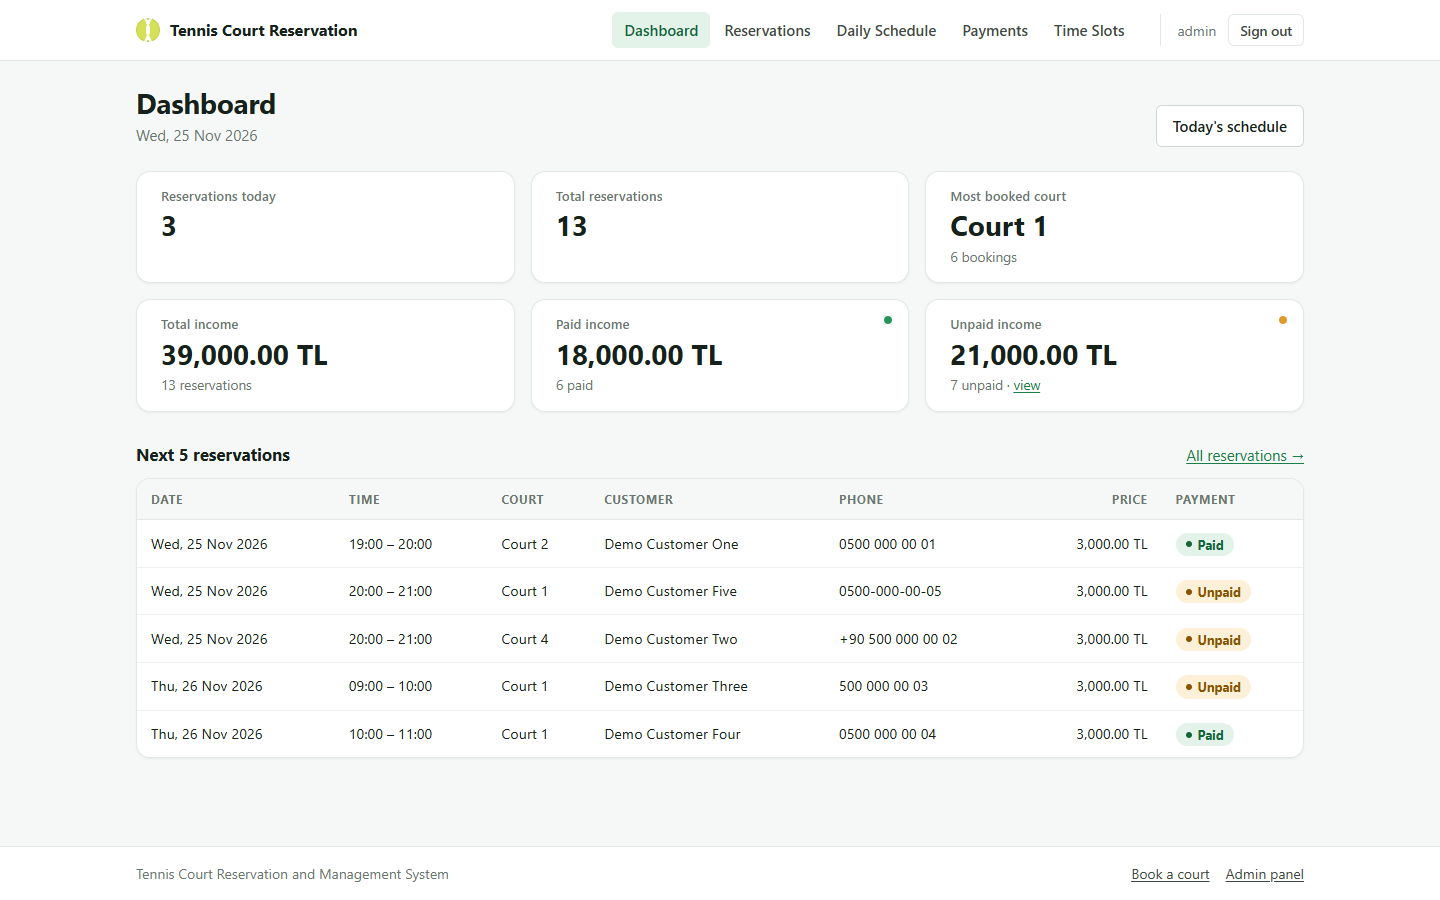 Tennis Court Reservation
Dashboard Reservations Daily Schedule Payments Time Slots admin Sign out
Dashboard
Wed, 25 Nov 2026
Today's schedule
Reservations today
3
Total reservations
13
Most booked court
Court 1
6 bookings
Total income
39,000.00 TL
13 reservations
Paid income
18,000.00 TL
6 paid
Unpaid income
21,000.00 TL
7 unpaid · view
Next 5 reservations
All reservations →
DATE TIME COURT CUSTOMER PHONE PRICE PAYMENT
Wed, 25 Nov 2026 19:00 – 20:00 Court 2 Demo Customer One 0500 000 00 01 3,000.00 TL Paid
Wed, 25 Nov 2026 20:00 – 21:00 Court 1 Demo Customer Five 0500-000-00-05 3,000.00 TL Unpaid
Wed, 25 Nov 2026 20:00 – 21:00 Court 4 Demo Customer Two +90 500 000 00 02 3,000.00 TL Unpaid
Thu, 26 Nov 2026 09:00 – 10:00 Court 1 Demo Customer Three 500 000 00 03 3,000.00 TL Unpaid
Thu, 26 Nov 2026 10:00 – 11:00 Court 1 Demo Customer Four 0500 000 00 04 3,000.00 TL Paid
Tennis Court Reservation and Management System
Book a court Admin panel